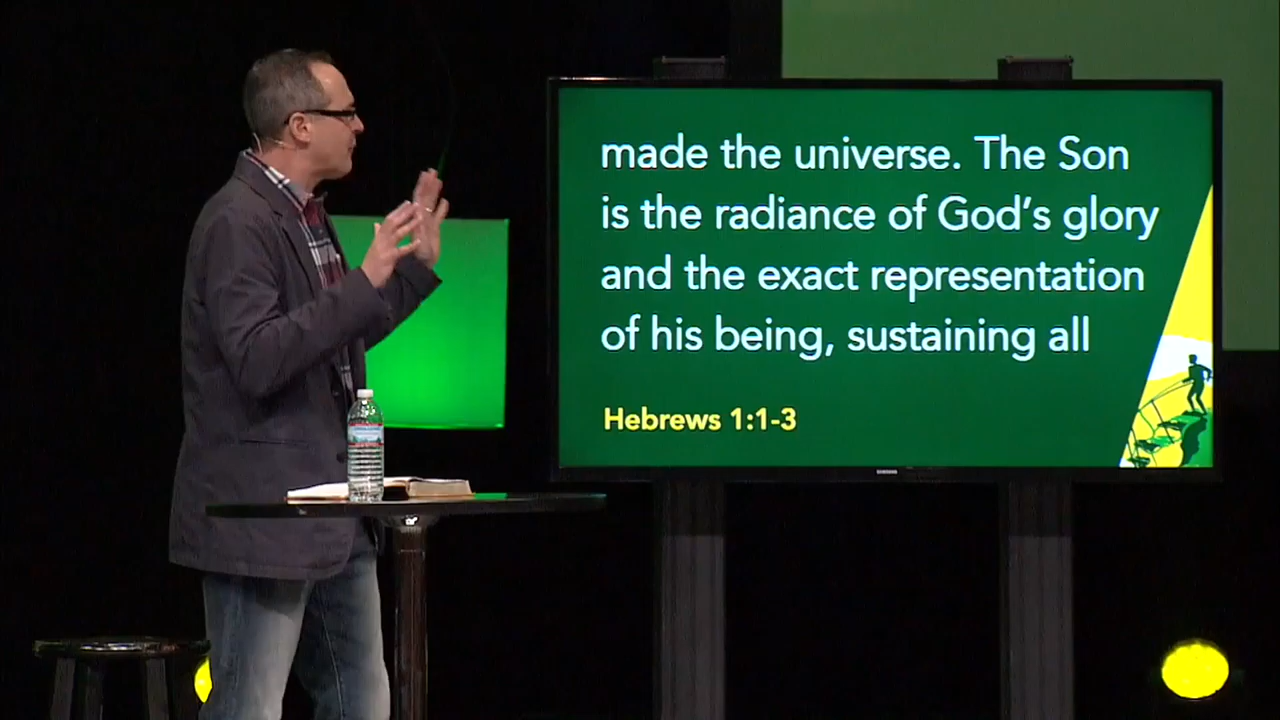 made the universe. The Son
is the radiance of God’s glory
and the exact representation
of his being, sustaining all
Hebrews 1:1-3